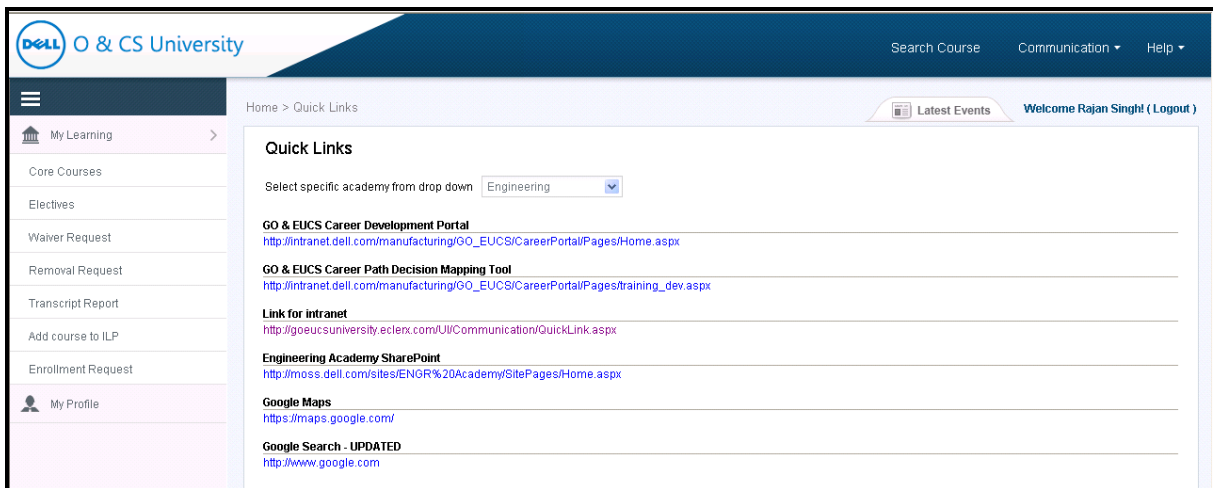 DELL O & CS University
Search Course Communication Help
Home > Quick Links
Latest Events
Welcome Rajan Singh! ( Logout )
My Learning
Core Courses
Electives
Waiver Request
Removal Request
Transcript Report
Add course to ILP
Enrollment Request
My Profile
Quick Links
Select specific academy from drop down Engineering
GO & EUCS Career Development Portal
http://intranet.dell.com/manufacturing/GO_EUCS/CareerPortal/Pages/Home.aspx
GO & EUCS Career Path Decision Mapping Tool
http://intranet.dell.com/manufacturing/GO_EUCS/CareerPortal/Pages/training_dev.aspx
Link for intranet
http://goeucsuniversity.eclerx.com/UI/Communication/QuickLink.aspx
Engineering Academy SharePoint
http://moss.dell.com/sites/ENGR%20Academy/SitePages/Home.aspx
Google Maps
https://maps.google.com/
Google Search - UPDATED
http://www.google.com